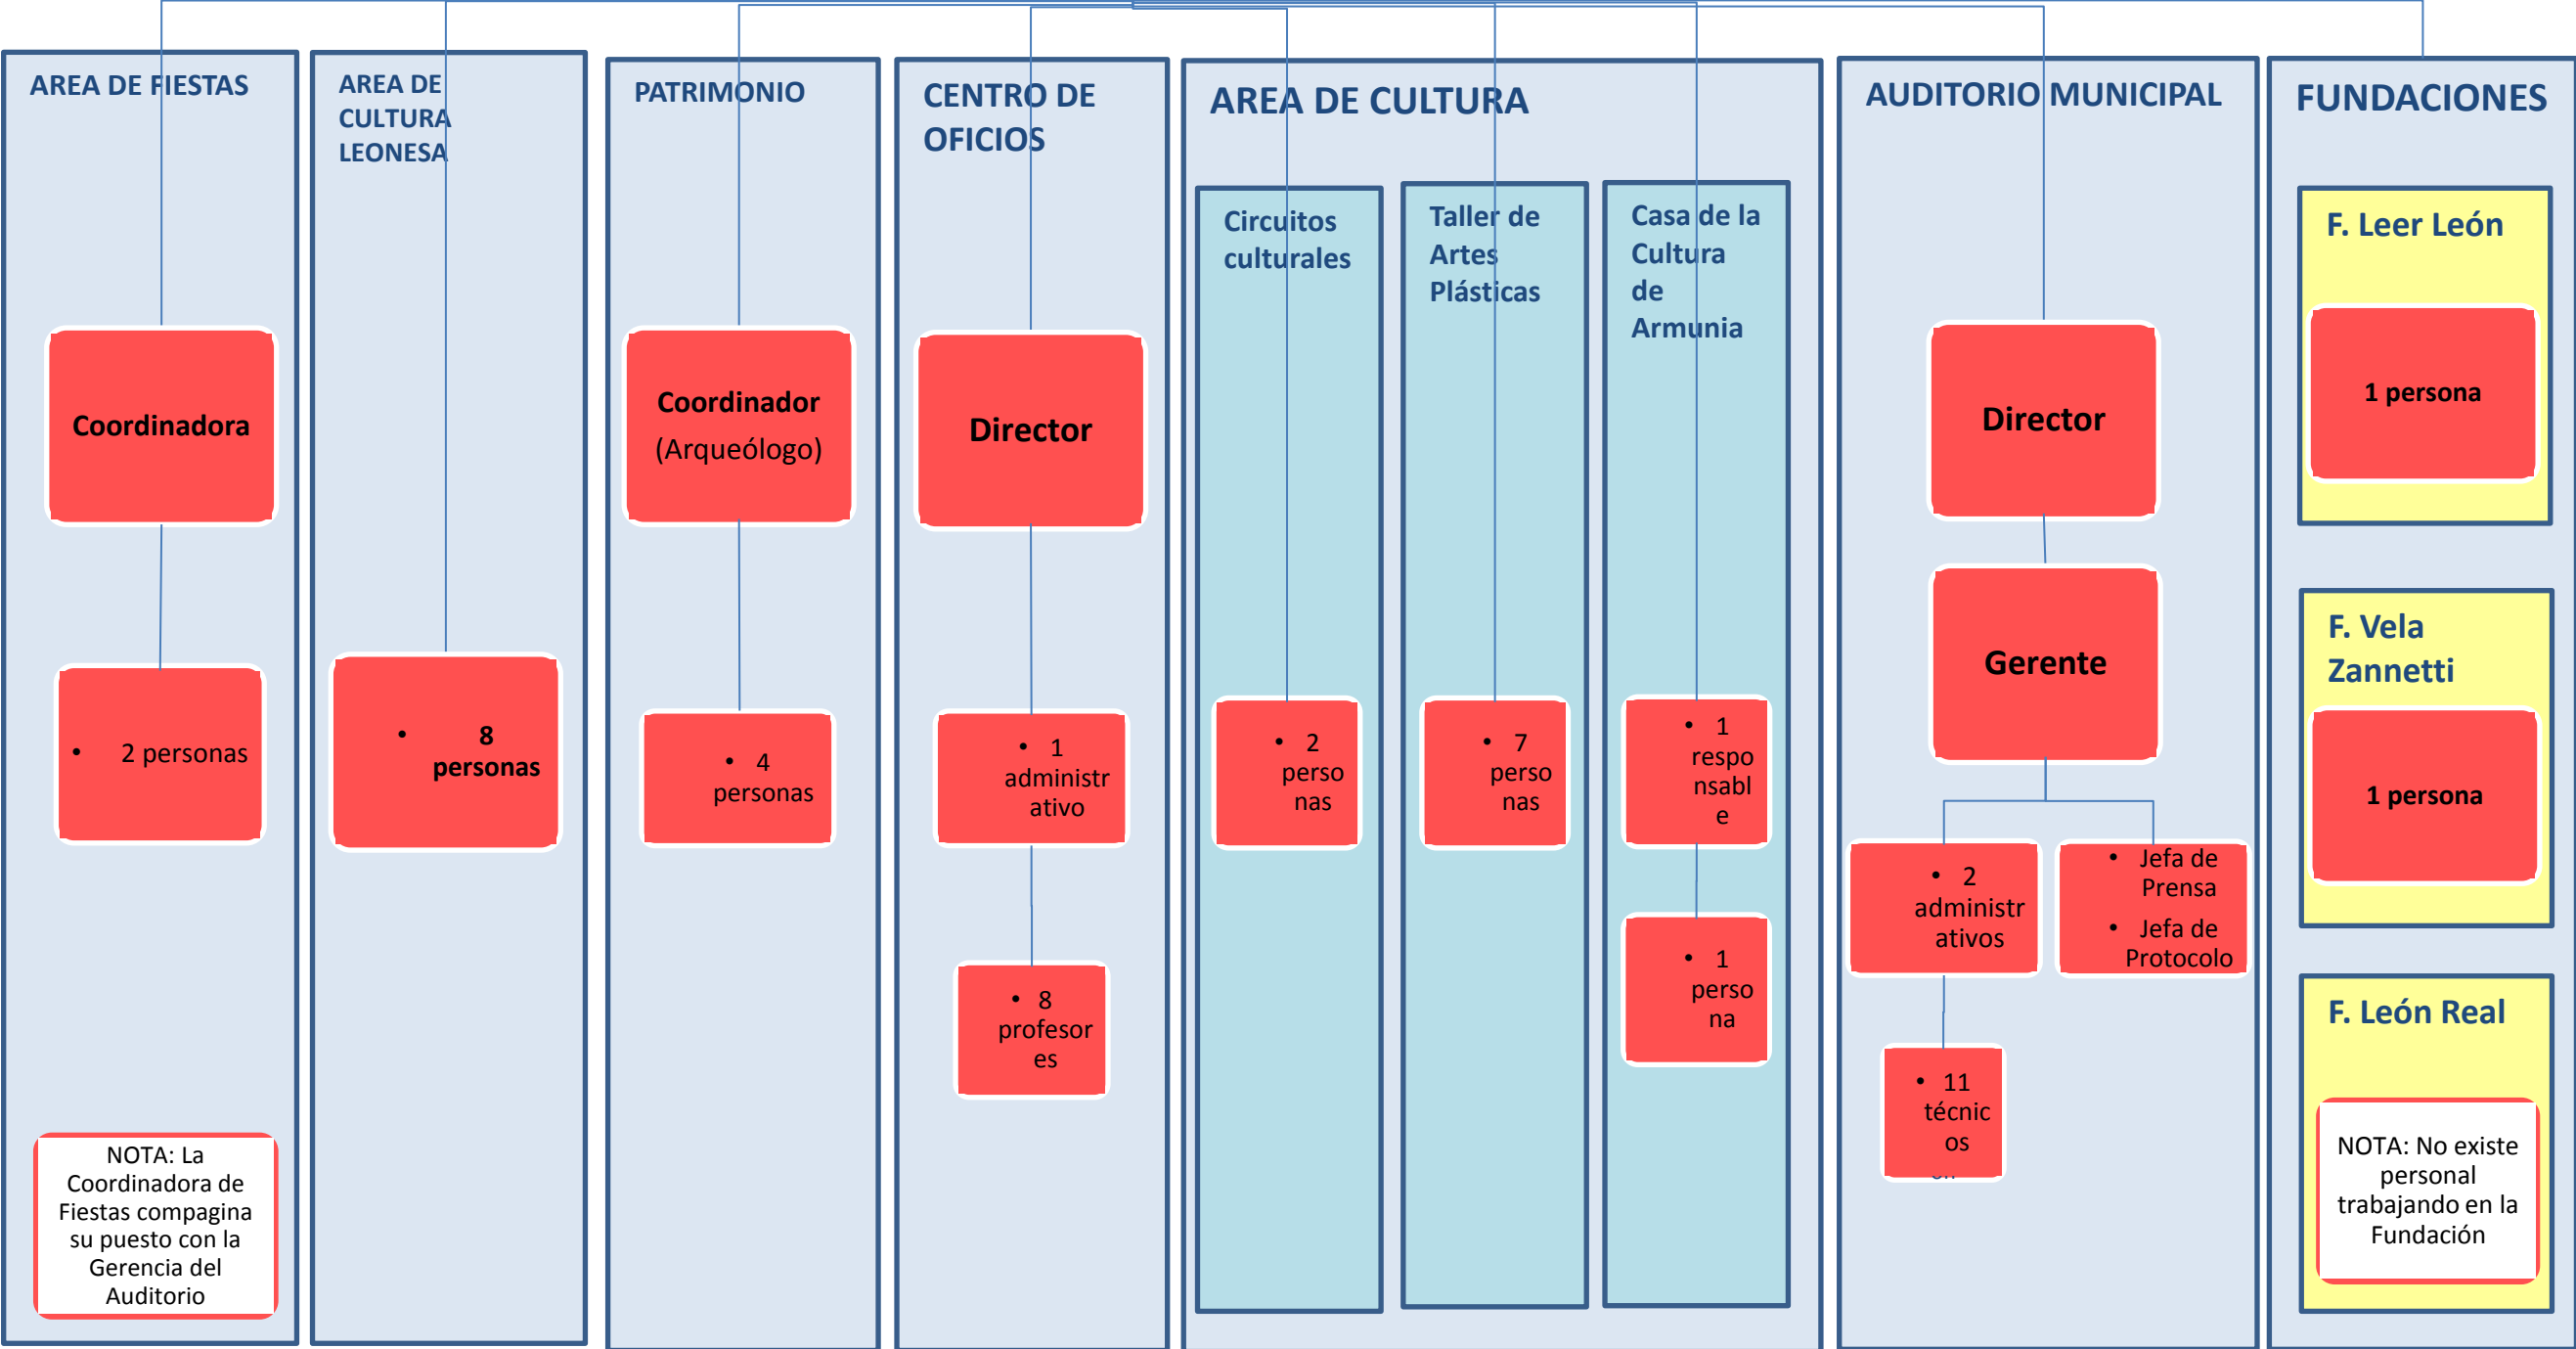 AREA DE FIESTAS
Coordinadora
• 2 personas
NOTA: La
Coordinadora de
Fiestas compagina
su puesto con la
Gerencia del
Auditorio
AREA DE
CULTURA
LEONESA
• 8
personas
PATRIMONIO
Coordinador
(Arqueólogo)
• 4
personas
CENTRO DE
OFICIOS
Director
• 1
administr
ativo
• 8
profesor
es
AREA DE CULTURA
Circuitos
culturales
• 2
perso
nas
Taller de
Artes
Plásticas
• 7
perso
nas
Casa de la
Cultura
de
Armunia
• 1
respo
nsabl
e
• 1
perso
na
AUDITORIO MUNICIPAL
Director
Gerente
• 2
administr
ativos
• Jefa de
Prensa
• Jefa de
Protocolo
• 11
técnic
os
FUNDACIONES
F. Leer León
1 persona
F. Vela
Zannetti
1 persona
F. León Real
NOTA: No existe
personal
trabajando en la
Fundación